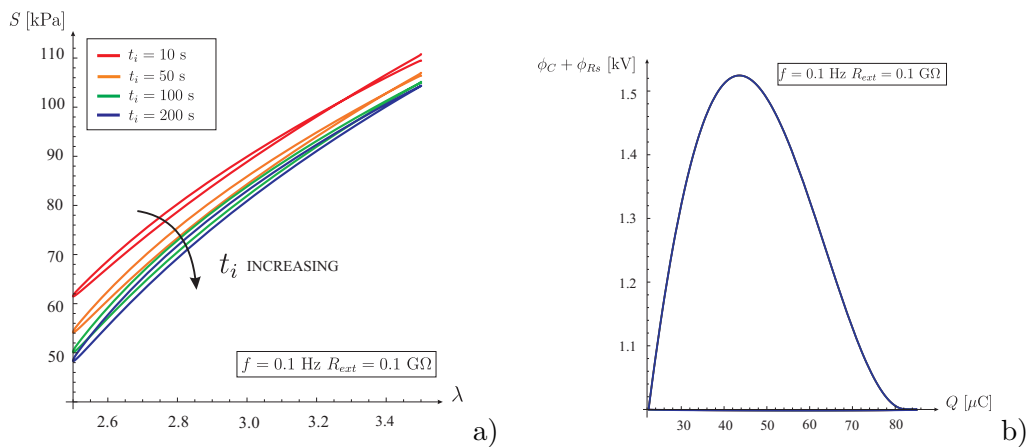 S [kPa]
t_i = 10 s
t_i = 50 s
t_i = 100 s
t_i = 200 s
110
100
90
80
70
60
50
t_i INCREASING
f = 0.1 Hz R_ext = 0.1 GΩ
2.6 2.8 3.0 3.2 3.4
λ
a)
ϕ_C + ϕ_Rs [kV]
f = 0.1 Hz R_ext = 0.1 GΩ
1.5
1.4
1.3
1.2
1.1
30 40 50 60 70 80
Q [μC]
b)